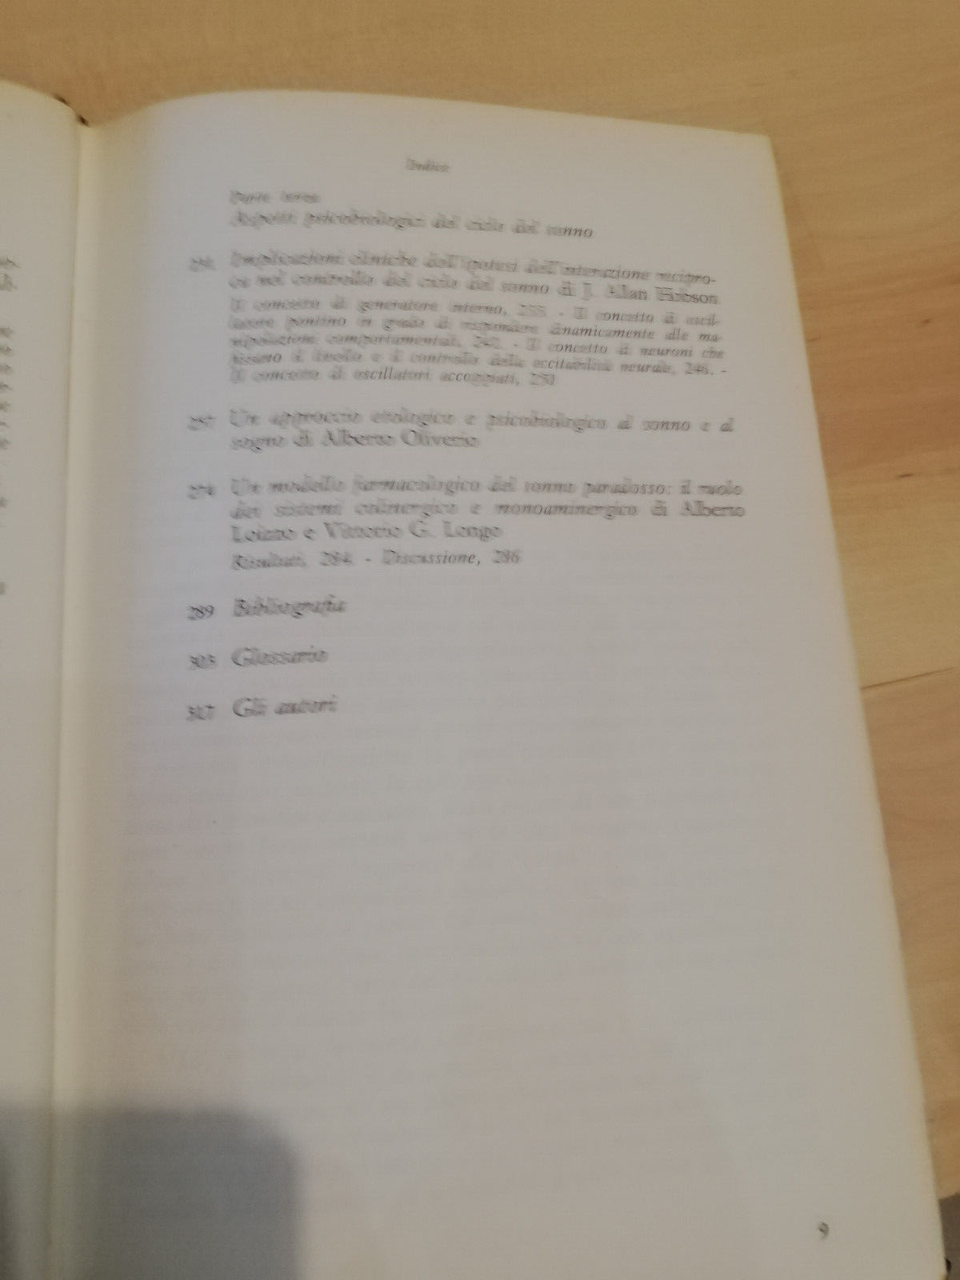 Indice
Parte terza
Aspetti psicobiologici del ciclo del sonno
Implicazioni cliniche dell'ipotesi dell'interazione recipro-
ca nel controllo del ciclo del sonno di J. Allan Hobson
Il concetto di generatore interno, - Il concetto di oscil-
latore pontino in grado di rispondere dinamicamente alle ma-
nipolazioni comportamentali, - Il concetto di neuroni che
il livello e il controllo della eccitabilità neurale, 246. -
Il concetto di oscillatori accoppiati, 251
257 Un approccio etologico e psicobiologico al sonno e al
sogno di Alberto Oliverio
274 Un modello farmacologico del sonno paradosso: il ruolo
dei sistemi colinergico e monoaminergico di Alberto
Loizzo e Vittorio G. Longo
Risultati, 284. - Discussione, 286
289 Bibliografia
303 Glossario
317 Gli autori
9